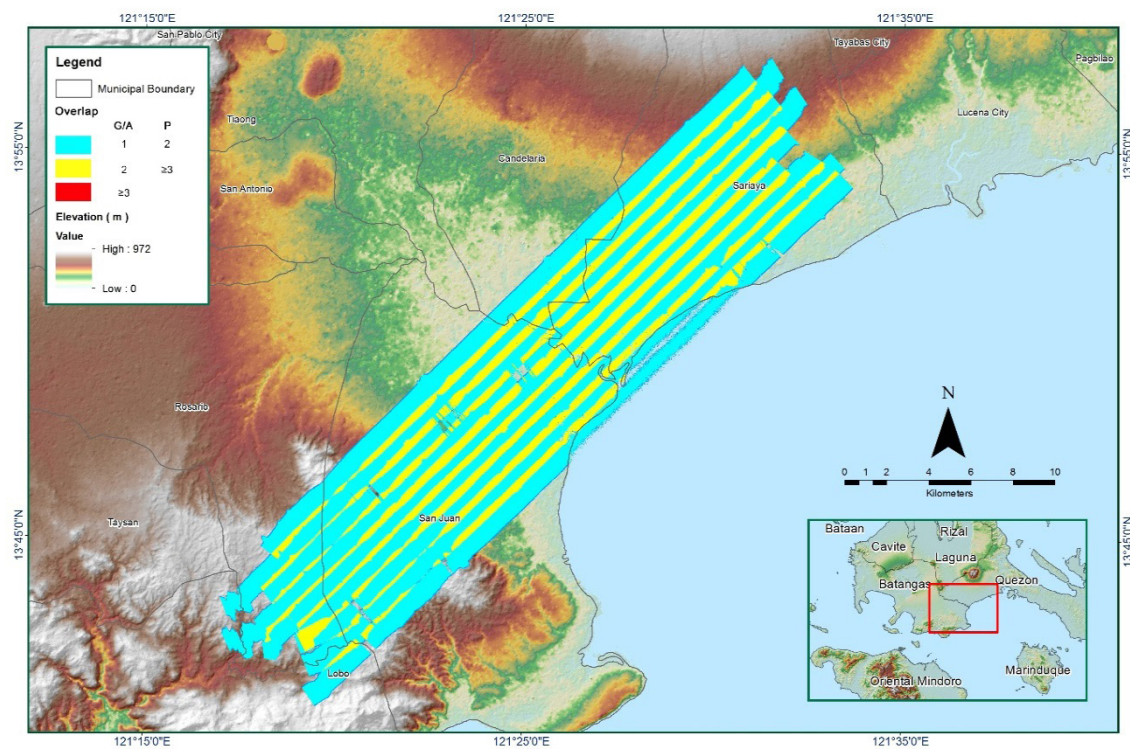 121°15'0"E 121°25'0"E 121°35'0"E
San Pablo City
Tayabas City
Pagbilao
Legend
Municipal Boundary
Overlap
G/A P
1 2
2 ≥3
≥3
Elevation ( m )
Value
High : 972
Low : 0
Tiaong
Lucena City
13°55'0"N 13°55'0"N
Candelaria
San Antonio
Sariaya
Rosario
N
0 1 2 4 6 8 10
Kilometers
Taysan
San Juan
13°45'0"N 13°45'0"N
Lobo
Bataan
Rizal
Cavite
Laguna
Batangas
Quezon
Marinduque
Oriental Mindoro
121°15'0"E 121°25'0"E 121°35'0"E